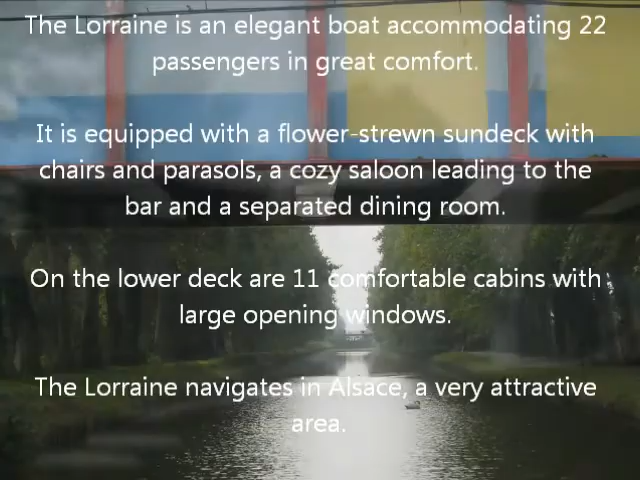 The Lorraine is an elegant boat accommodating 22
passengers in great comfort.
It is equipped with a flower-strewn sundeck with
chairs and parasols, a cozy saloon leading to the
bar and a separated dining room.
On the lower deck are 11 comfortable cabins with
large opening windows.
The Lorraine navigates in Alsace, a very attractive
area.